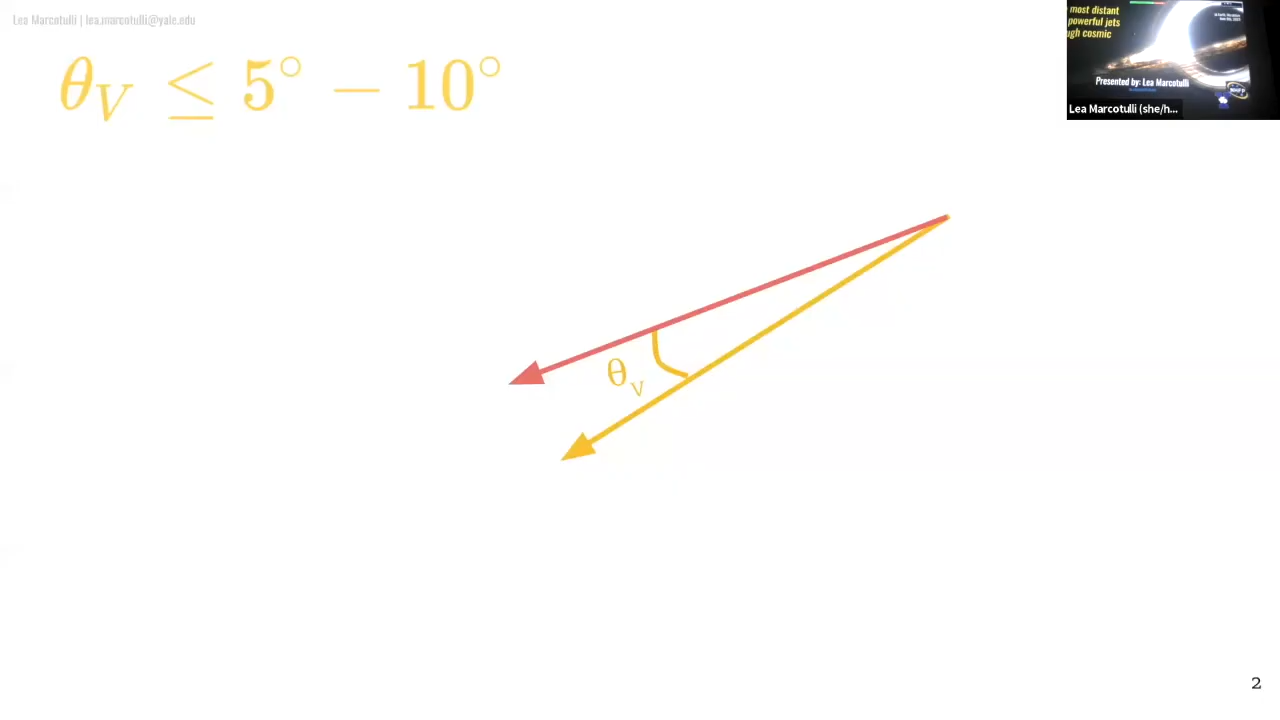 Lea Marcotulli | lea.marcotulli@yale.edu
θV ≤ 5° − 10°
most distant
powerful jets
ugh cosmic
Presented by: Lea Marcotulli
Lea Marcotulli (she/h...
θV
2